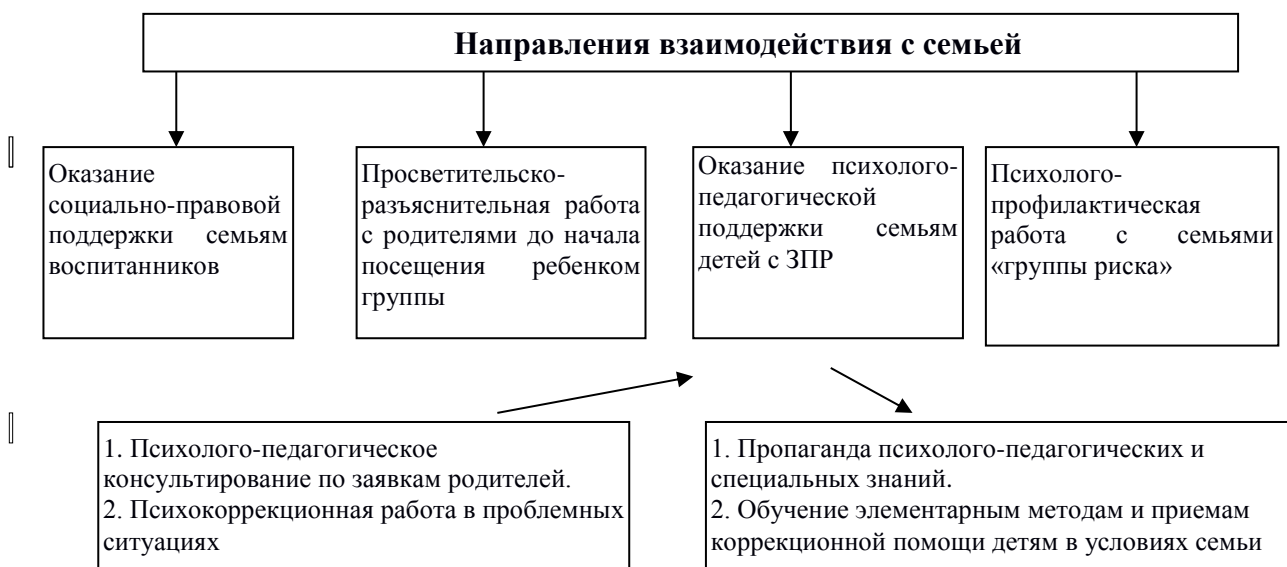 Направления взаимодействия с семьей
Оказание
социально-правовой
поддержки семьям
воспитанников
Просветительско-
разъяснительная работа
с родителями до начала
посещения ребенком
группы
Оказание психолого-
педагогической
поддержки семьям
детей с ЗПР
Психолого-
профилактическая
работа с семьями
«группы риска»
1. Психолого-педагогическое
консультирование по заявкам родителей.
2. Психокоррекционная работа в проблемных
ситуациях
1. Пропаганда психолого-педагогических и
специальных знаний.
2. Обучение элементарным методам и приемам
коррекционной помощи детям в условиях семьи